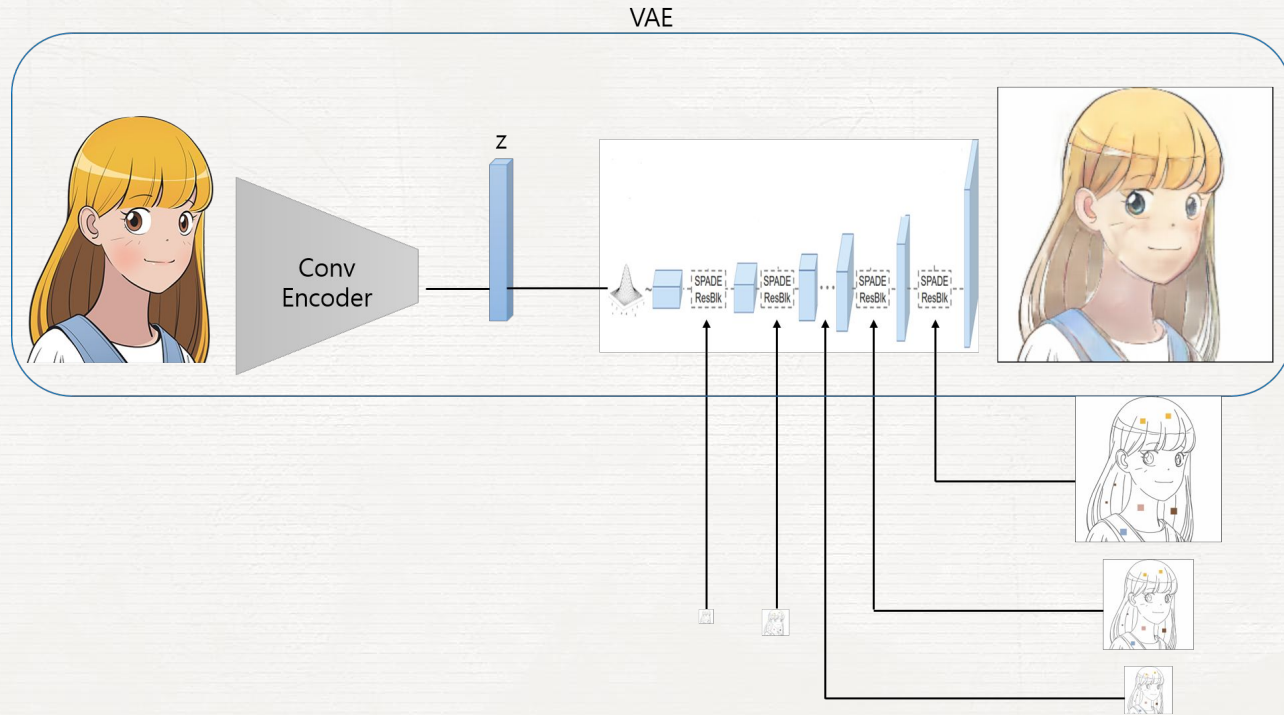 VAE
z
Conv
Encoder
SPADE
ResBlk
SPADE
ResBlk
SPADE
ResBlk
SPADE
ResBlk